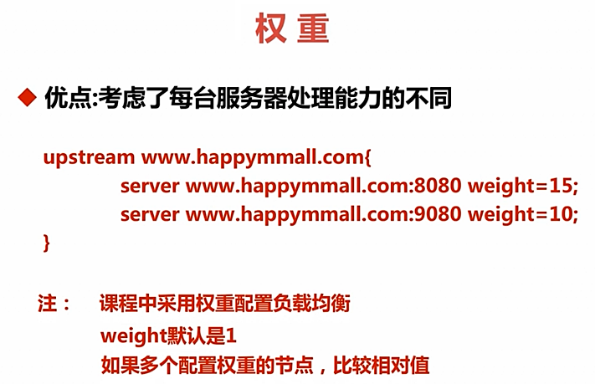 权 重
优点:考虑了每台服务器处理能力的不同
upstream www.happymmall.com{
server www.happymmall.com:8080 weight=15;
server www.happymmall.com:9080 weight=10;
}
注： 课程中采用权重配置负载均衡
weight默认是1
如果多个配置权重的节点，比较相对值